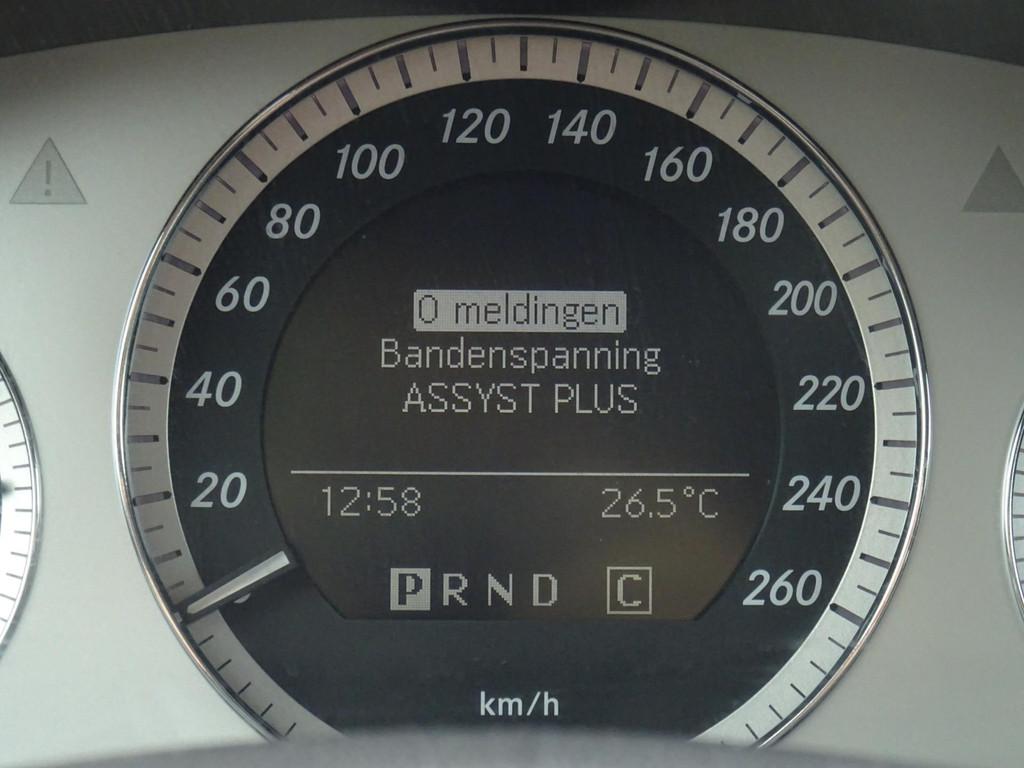 120 140
100 160
80 180
60 200
0 meldingen
Bandenspanning
40 ASSYST PLUS 220
20 12:58 26.5°C 240
P R N D C 260
km/h